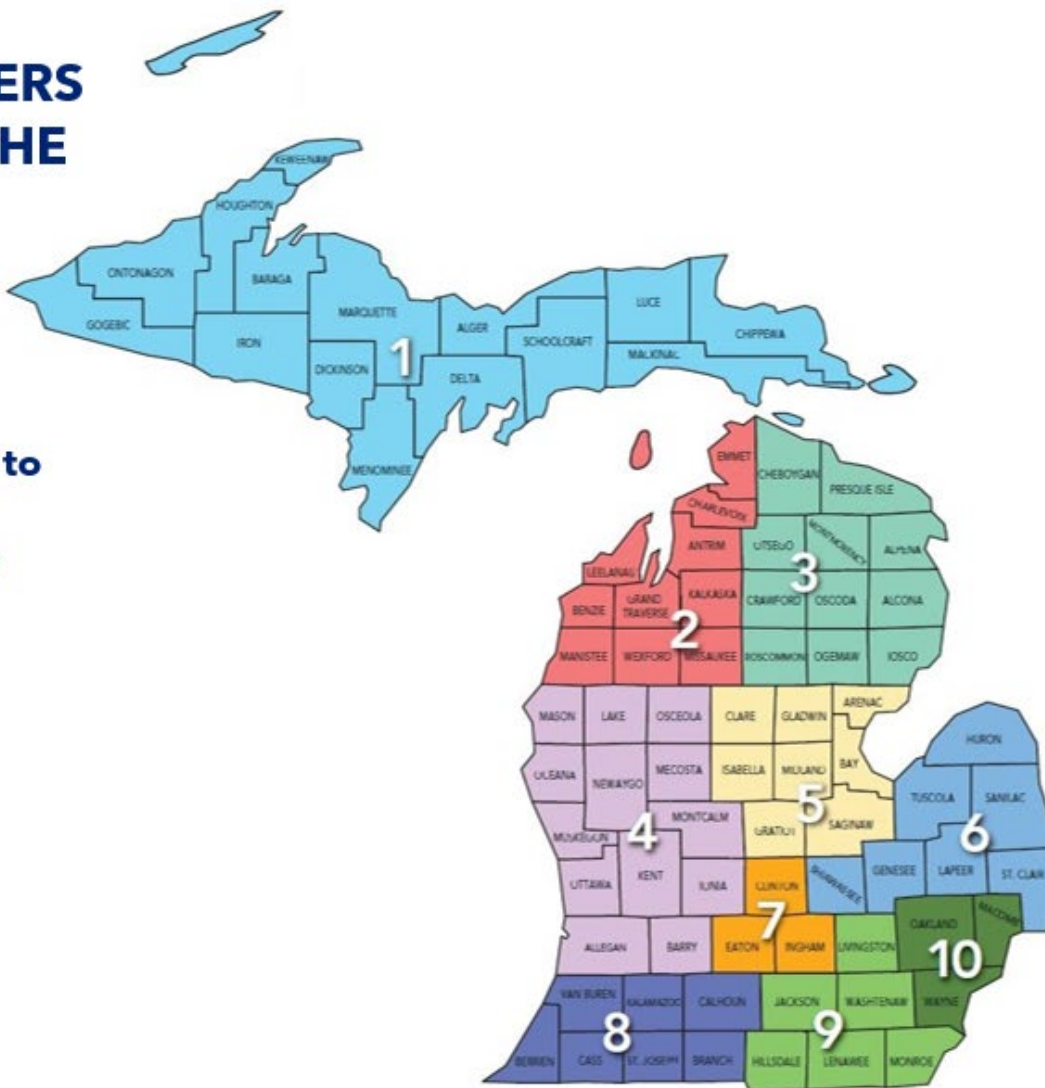 ERS
HE
to
KEWEENAW
HOUGHTON
ONTONAGON
BARAGA
GOGEBIC
IRON
MARQUETTE
ALGER
LUCE
SCHOOLCRAFT
CHIPPEWA
DICKINSON
1
DELTA
MENOMINEE
EMMET
CHEBOYGAN
PRESQUE ISLE
CHARLEVOIX
ANTRIM
OTSEGO
MONTMORENCY
ALPENA
3
LEELANAU
KALKASKA
CRAWFORD
OSCODA
ALCONA
BENZIE
GRAND
TRAVERSE
2
MANISTEE
WEXFORD
MISSAUKEE
ROSCOMMON
OGEMAW
IOSCO
MASON
LAKE
OSCEOLA
CLARE
GLADWIN
ARENAC
HURON
OCEANA
NEWAYGO
MECOSTA
ISABELLA
MIDLAND
BAY
5
TUSCOLA
SANILAC
MUSKEGON
4
MONTCALM
GRATIOT
SAGINAW
6
OTTAWA
KENT
IONIA
CLINTON
SHIAWASSEE
GENESEE
LAPEER
ST. CLAIR
7
ALLEGAN
BARRY
EATON
INGHAM
LIVINGSTON
OAKLAND
MACOMB
10
VAN BUREN
KALAMAZOO
CALHOUN
JACKSON
WASHTENAW
WAYNE
8
9
BERRIEN
CASS
ST. JOSEPH
BRANCH
HILLSDALE
LENAWEE
MONROE